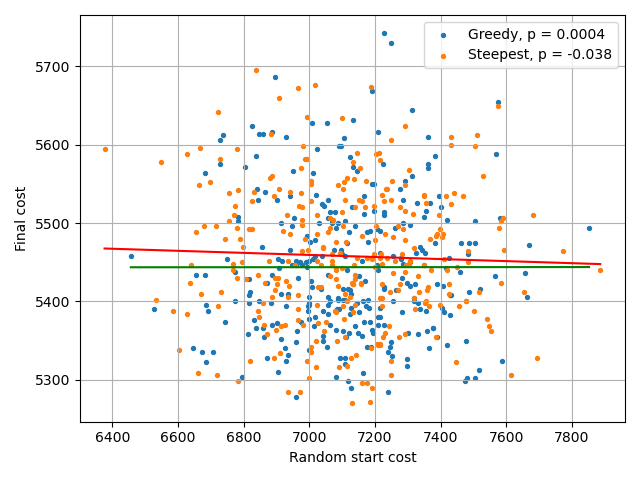 Greedy, p = 0.0004
Steepest, p = -0.038
Final cost
5700
5600
5500
5400
5300
6400 6600 6800 7000 7200 7400 7600 7800
Random start cost